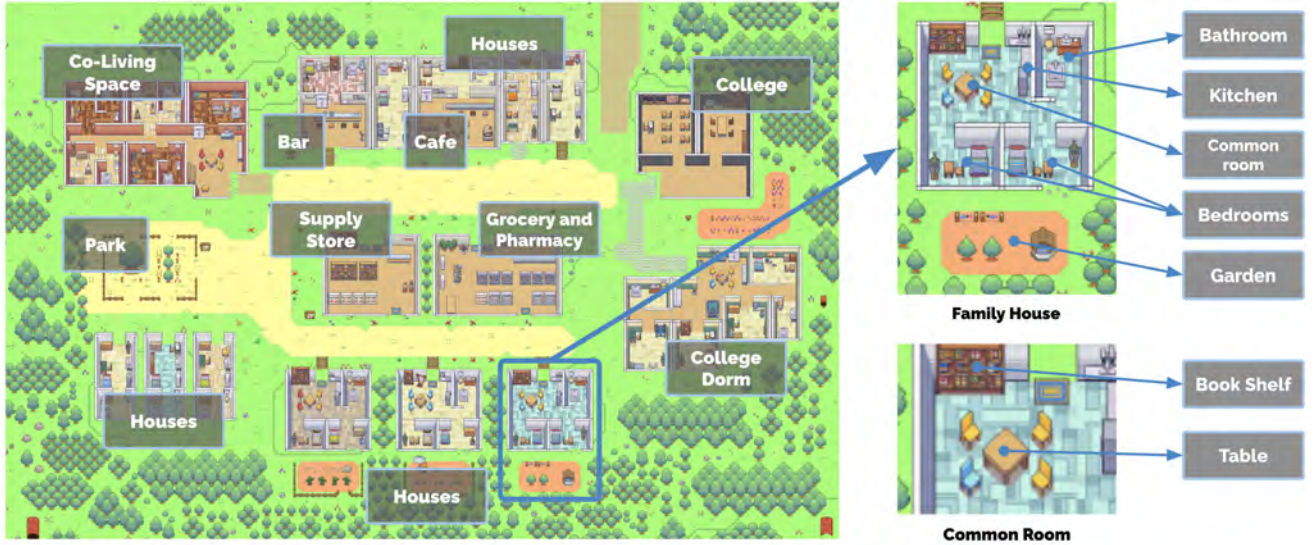 Co-Living
Space
Houses
College
Bar
Cafe
Park
Supply
Store
Grocery and
Pharmacy
College
Dorm
Houses
Houses
Bathroom
Kitchen
Common
room
Bedrooms
Garden
Family House
Book Shelf
Table
Common Room